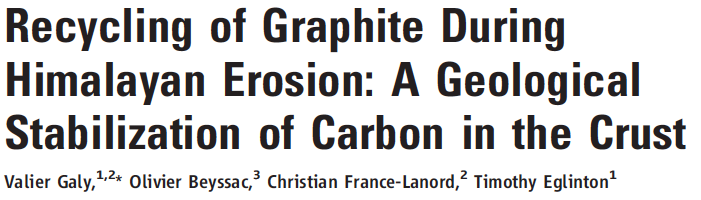 Recycling of Graphite During
Himalayan Erosion: A Geological
Stabilization of Carbon in the Crust
Valier Galy,1,2* Olivier Beyssac,3 Christian France-Lanord,2 Timothy Eglinton1